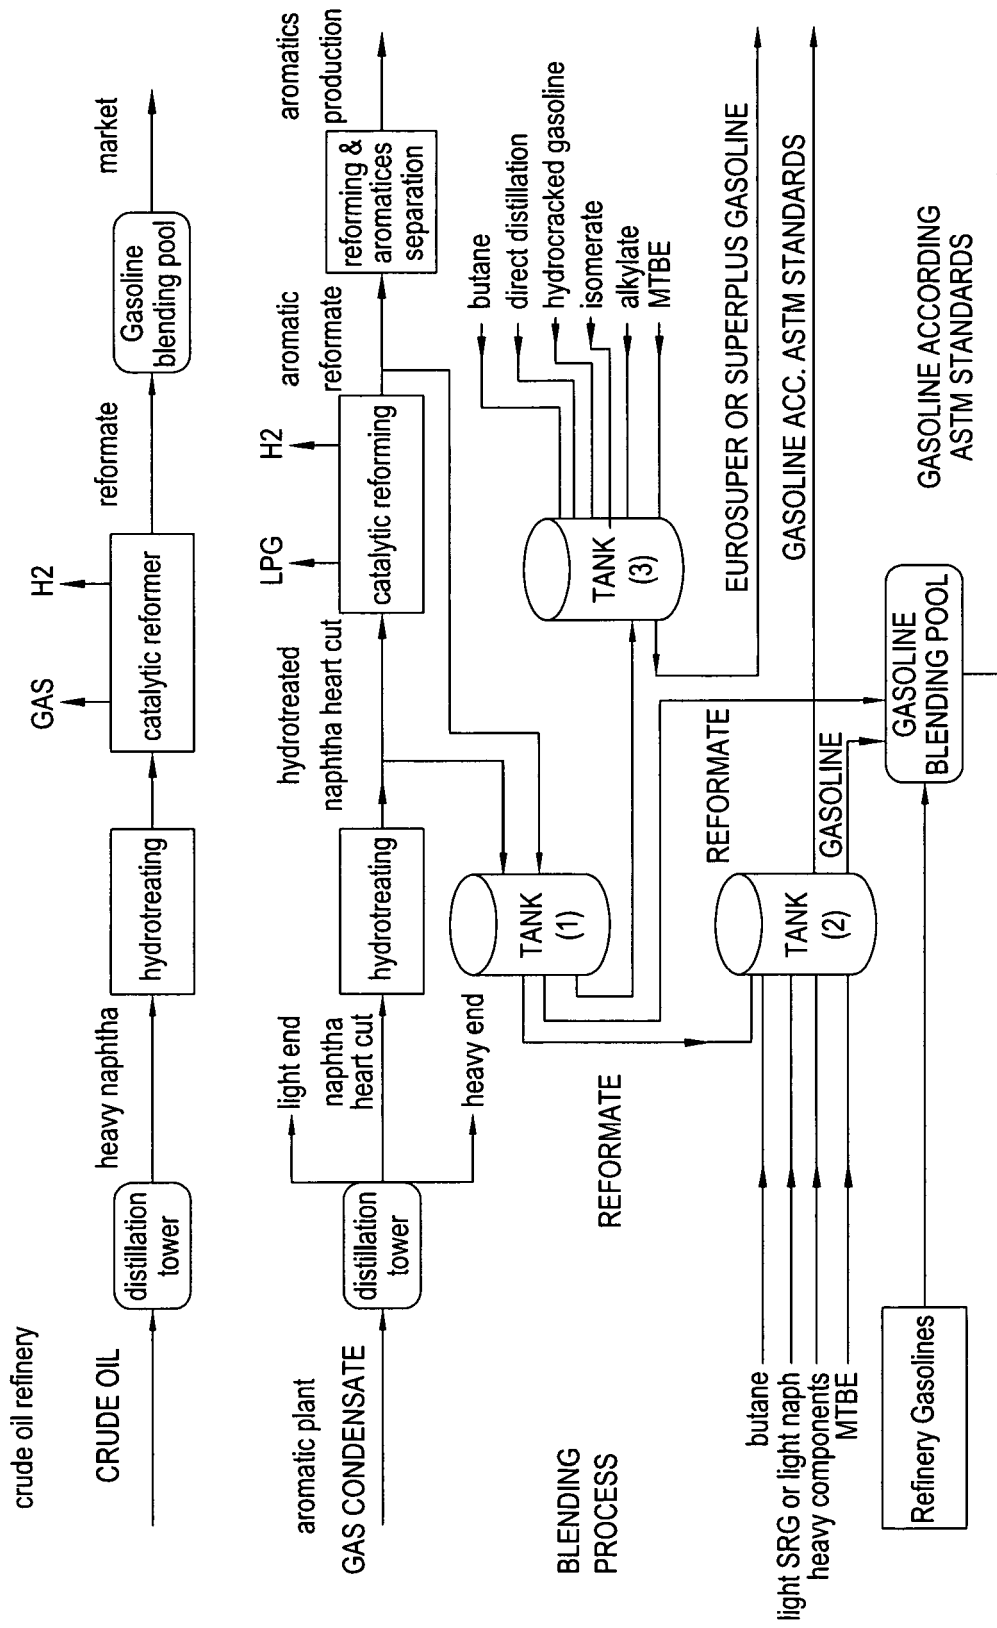 crude oil refinery
CRUDE OIL
distillation
tower
heavy naphtha
hydrotreating
catalytic reformer
GAS
H2
reformate
Gasoline
blending pool
market
aromatic plant
GAS CONDENSATE
distillation
tower
light end
naphtha
heart cut
heavy end
hydrotreating
hydrotreated
naphtha heart cut
catalytic reforming
LPG
H2
aromatic
reformate
reforming &
aromatices
separation
aromatics
production
BLENDING
PROCESS
REFORMATE
TANK
(1)
TANK
(3)
butane
direct distillation
hydrocracked gasoline
isomerate
alkylate
MTBE
REFORMATE
EUROSUPER OR SUPERPLUS GASOLINE
GASOLINE ACC. ASTM STANDARDS
butane
light SRG or light naph
heavy components
MTBE
TANK
(2)
GASOLINE
Refinery Gasolines
GASOLINE
BLENDING POOL
GASOLINE ACCORDING
ASTM STANDARDS